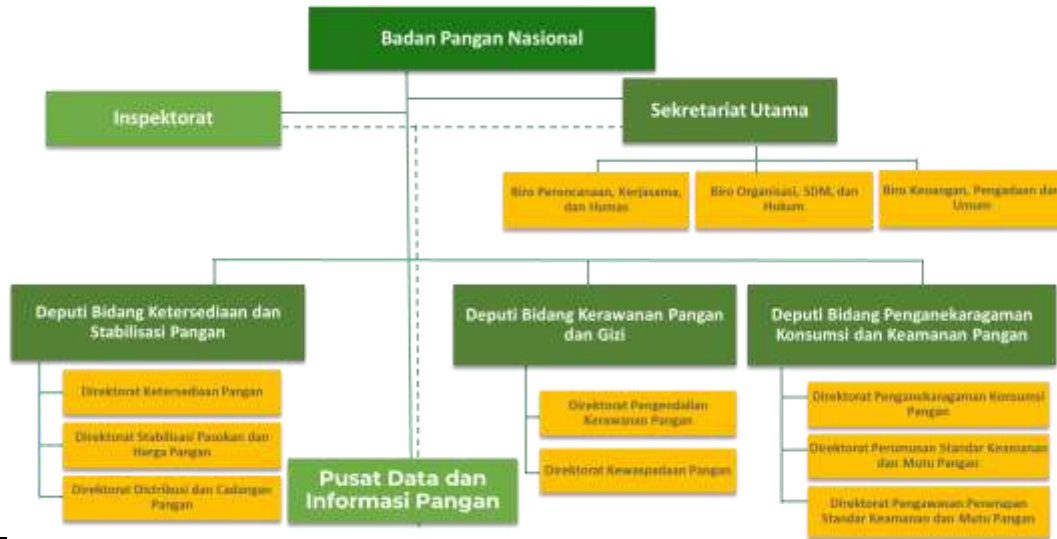 Badan Pangan Nasional
Inspektorat
Sekretariat Utama
Biro Perencanaan, Kerjasama,
dan Humas
Biro Organisasi, SDM, dan
Hukum
Biro Keuangan, Pengadaan dan
Umum
Deputi Bidang Ketersediaan dan
Stabilisasi Pangan
Deputi Bidang Kerawanan Pangan
dan Gizi
Deputi Bidang Penganekaragaman
Konsumsi dan Keamanan Pangan
Direktorat Ketersediaan Pangan
Direktorat Stabilisasi Pasokan dan
Harga Pangan
Direktorat Distribusi dan Cadangan
Pangan
Direktorat Pengendalian
Kerawanan Pangan
Direktorat Kewaspadaan Pangan
Direktorat Penganekaragaman Konsumsi
Pangan
Direktorat Perumusan Standar Keamanan
dan Mutu Pangan
Direktorat Pengawasan Penerapan
Standar Keamanan dan Mutu Pangan
Pusat Data dan
Informasi Pangan